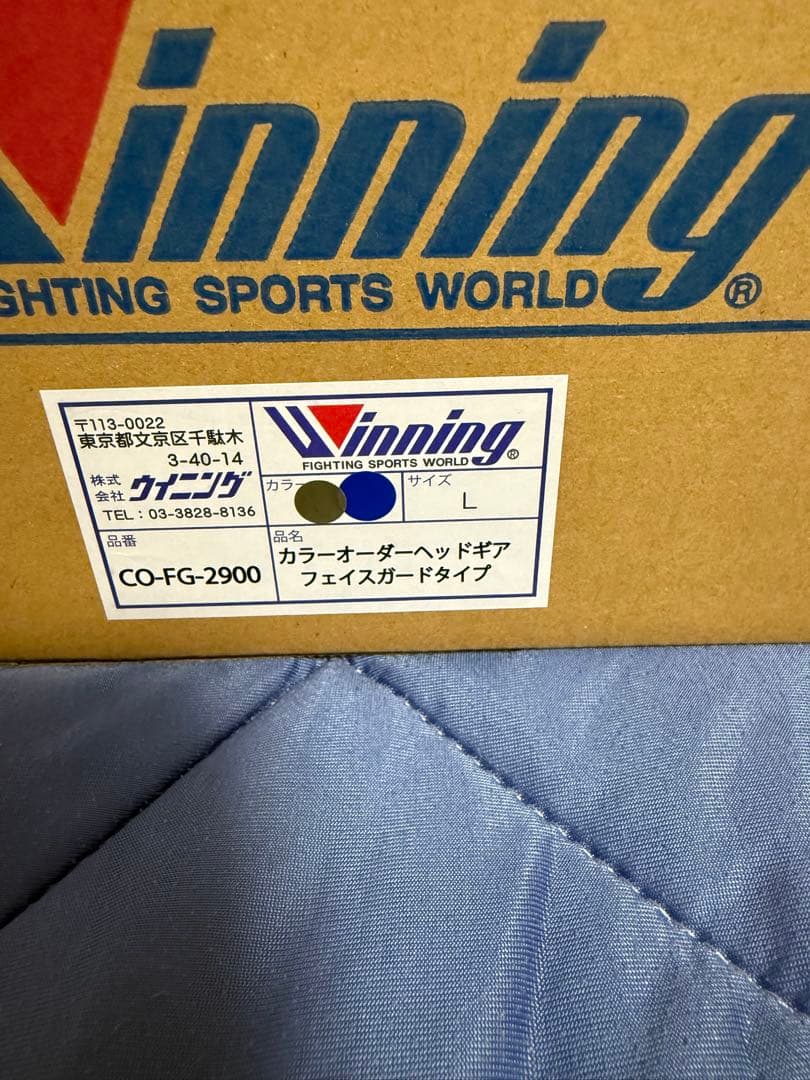 Winning
FIGHTING SPORTS WORLD®
〒113-0022
東京都文京区千駄木
3-40-14
株式会社 ウイニング
TEL：03-3828-8136
Winning®
FIGHTING SPORTS WORLD
カラー
サイズ
L
品番
CO-FG-2900
品名
カラーオーダーヘッドギア
フェイスガードタイプ